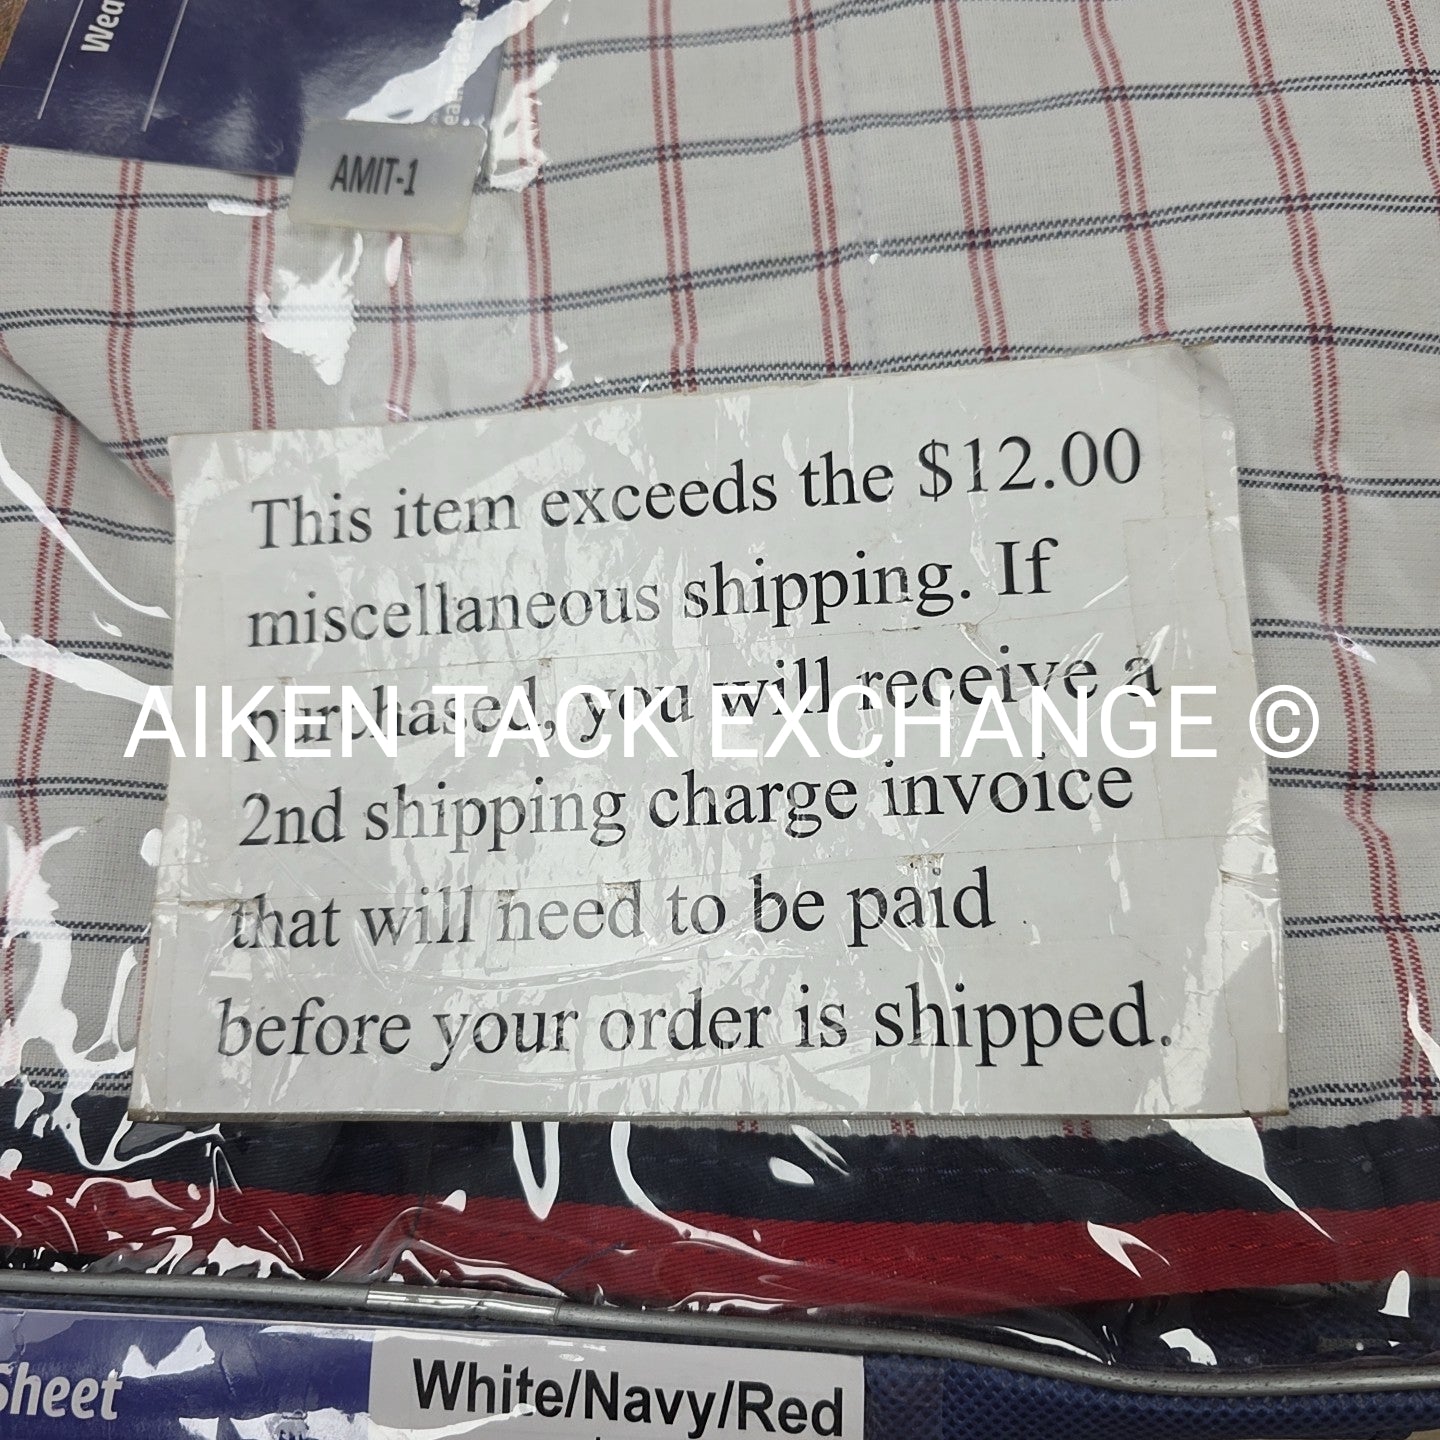 Wea
AMIT-1
This item exceeds the $12.00
miscellaneous shipping. If
purchased, you will receive a
AIKEN TACK EXCHANGE ©
2nd shipping charge invoice
that will need to be paid
before your order is shipped.
Sheet
White/Navy/Red